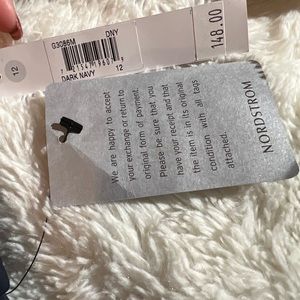 G3086M DNY
DARK NAVY 12
148.00
12
We are happy to accept
your exchange or return to
original form of payment.
Please be sure that you
have your receipt and that
the item is in its original
condition with all tags
attached.
NORDSTROM